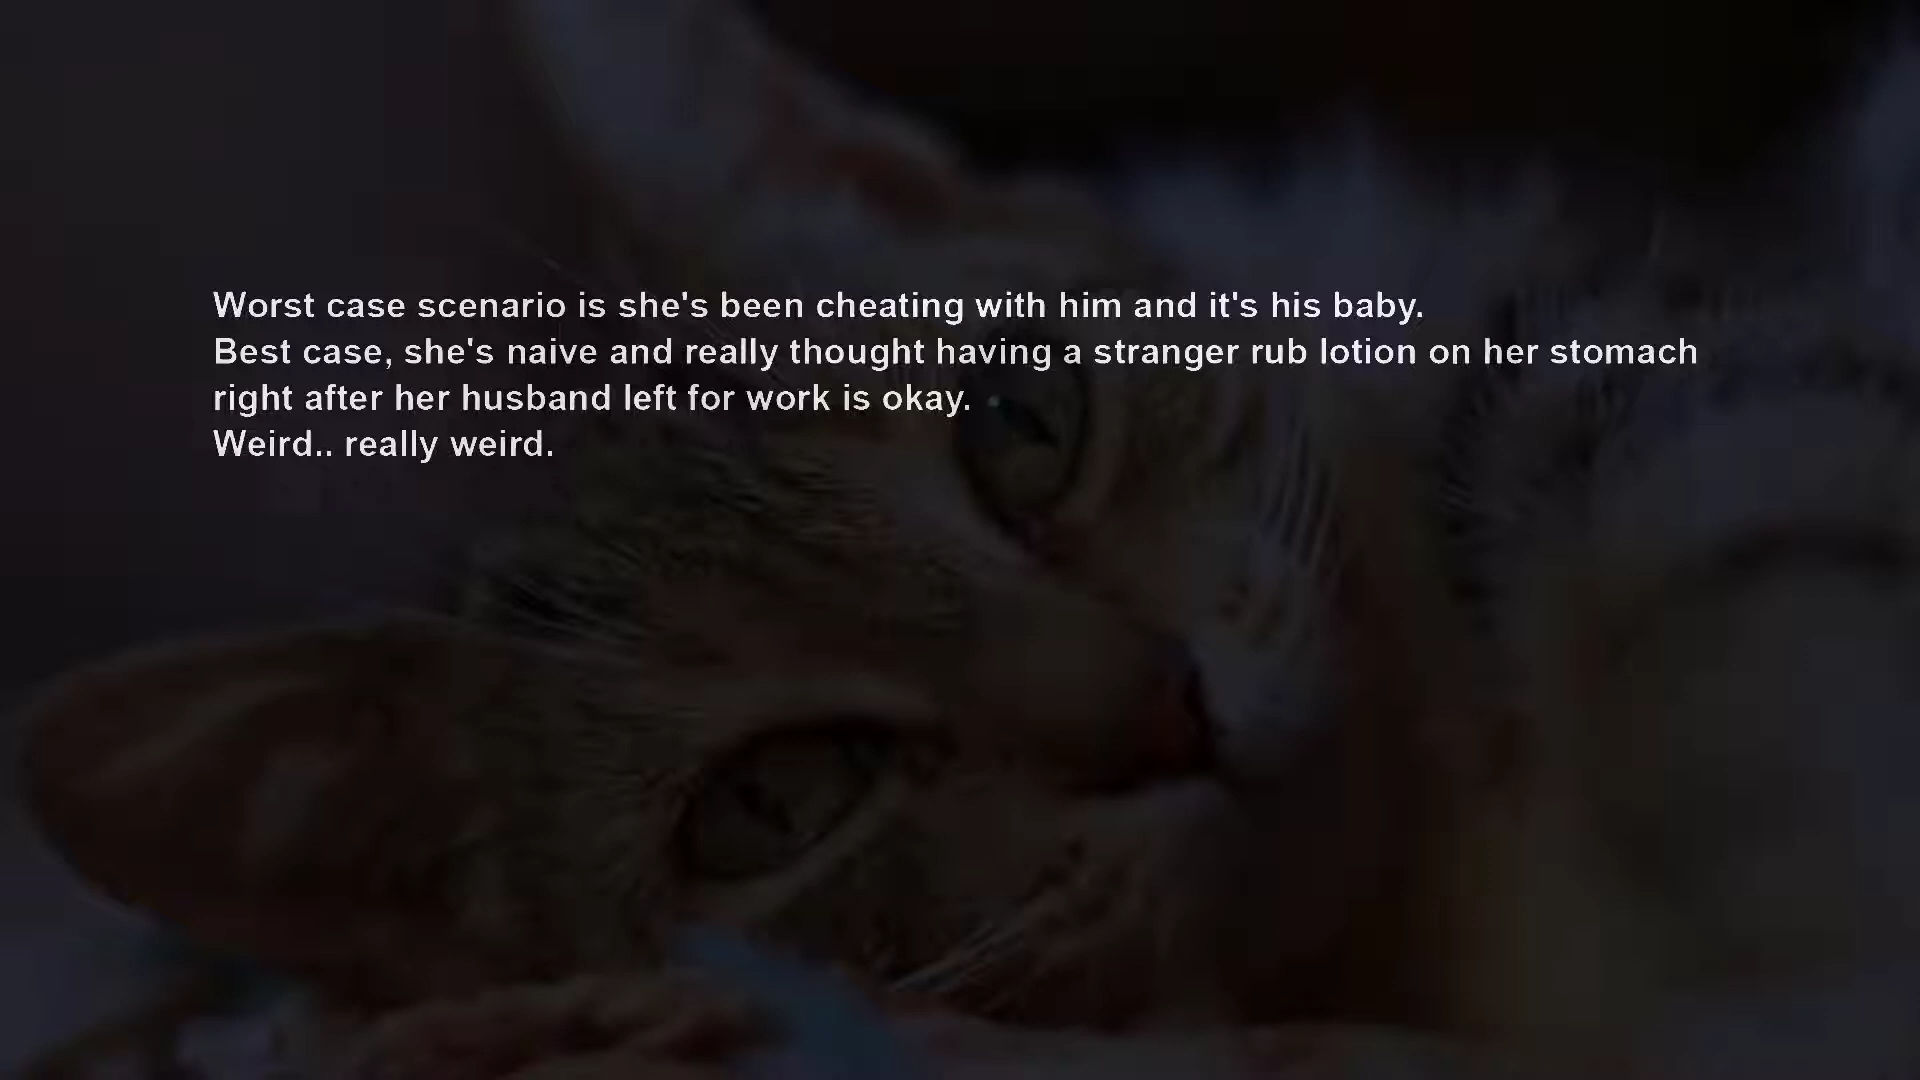 Worst case scenario is she's been cheating with him and it's his baby.
Best case, she's naive and really thought having a stranger rub lotion on her stomach
right after her husband left for work is okay.
Weird.. really weird.